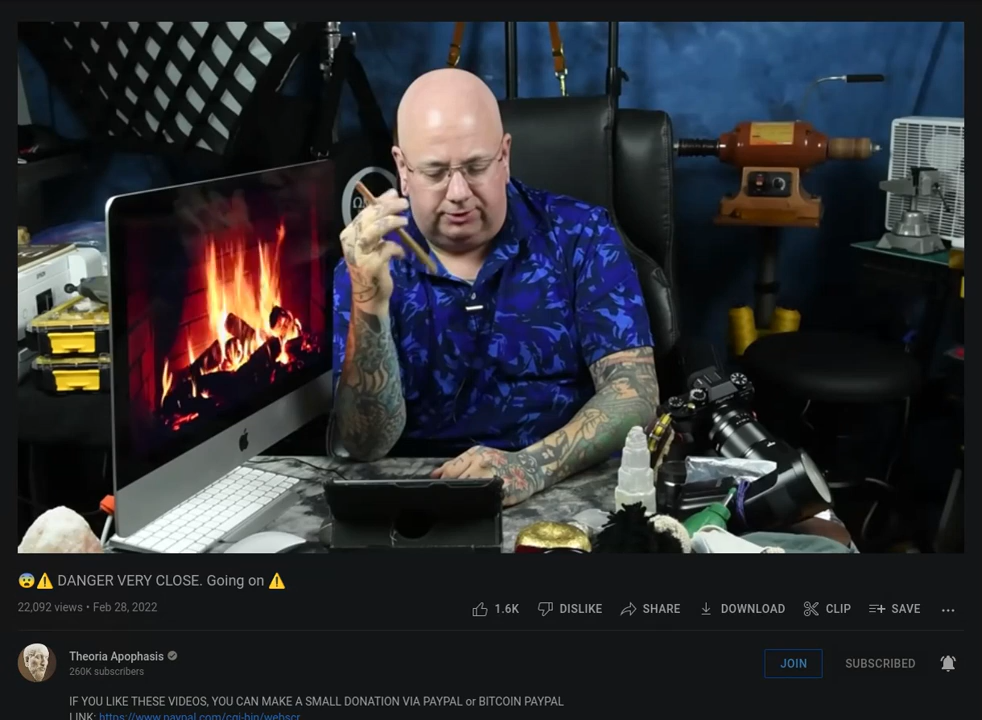 😨⚠️ DANGER VERY CLOSE. Going on ⚠️
22,092 views • Feb 28, 2022
1.6K DISLIKE SHARE DOWNLOAD CLIP SAVE ...
Theoria Apophasis
260K subscribers
JOIN SUBSCRIBED
IF YOU LIKE THESE VIDEOS, YOU CAN MAKE A SMALL DONATION VIA PAYPAL or BITCOIN PAYPAL
LINK: https://www.paypal.com/cgi-bin/webscr